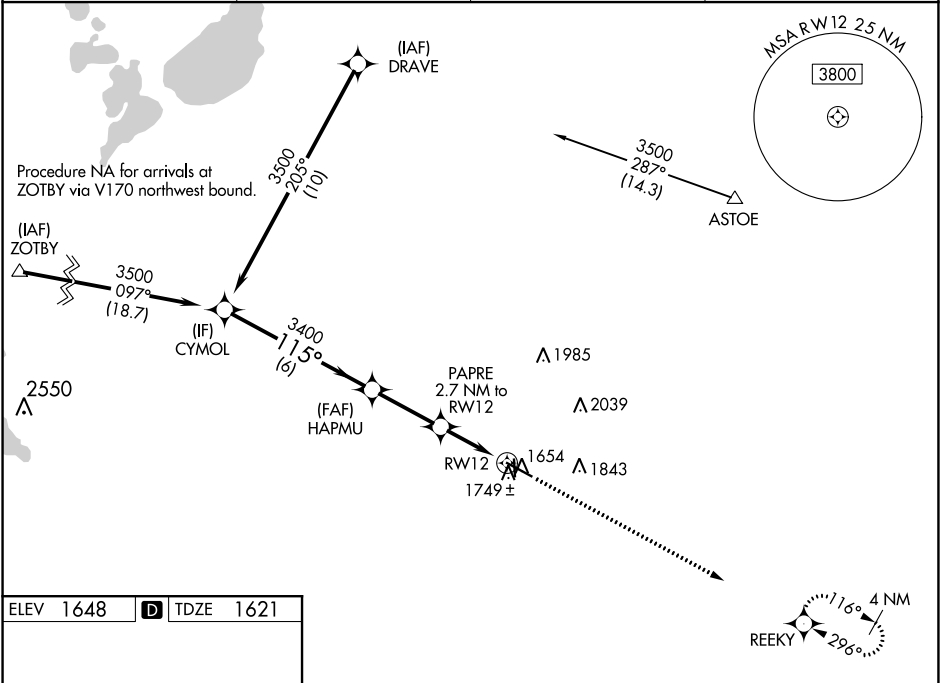 (IAF)
DRAVE
MSA RW12 25 NM
3800
3500
205°
(10)
3500
287°
(14.3)
ASTOE
Procedure NA for arrivals at
ZOTBY via V170 northwest bound.
(IAF)
ZOTBY
3500
097°
(18.7)
(IF)
CYMOL
3400
115°
(6)
(FAF)
HAPMU
PAPRE
2.7 NM to
RW12
1985
2039
2550
RW12
1654
1843
1749 ±
ELEV 1648 D TDZE 1621
REEKY
116°
4 NM
296°